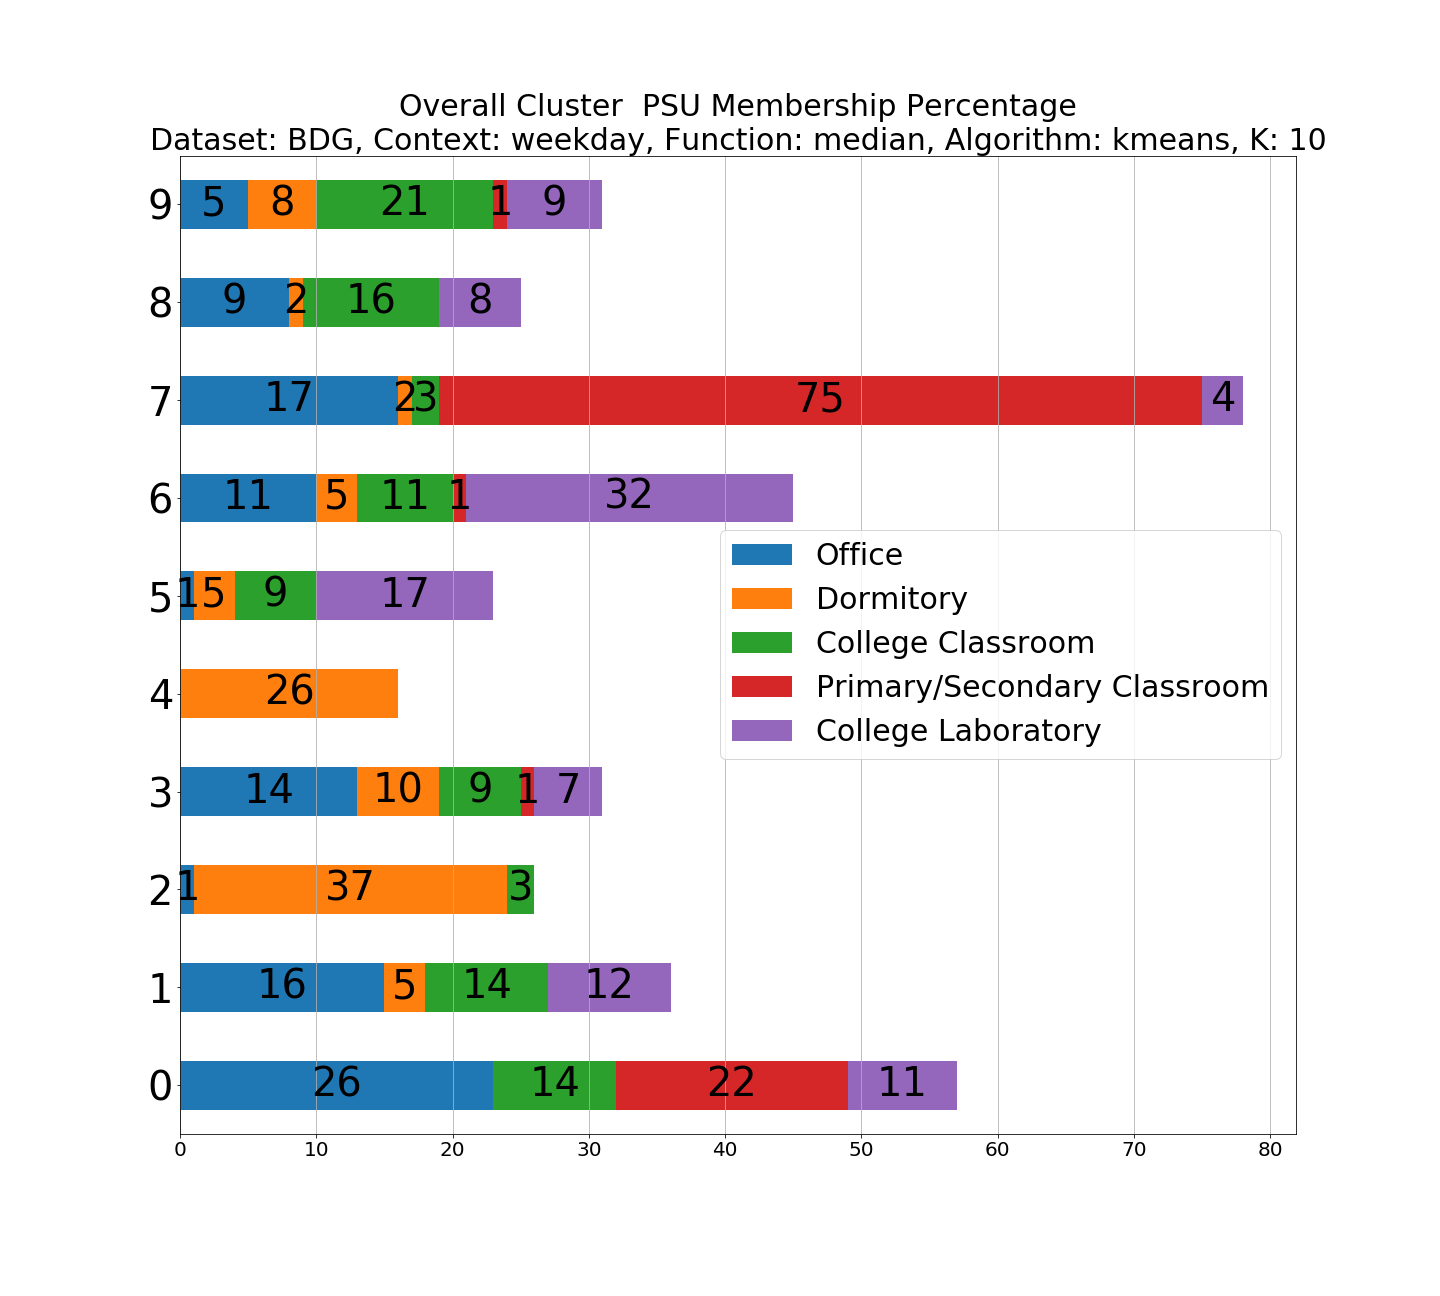 Overall Cluster  PSU Membership Percentage
Dataset: BDG, Context: weekday, Function: median, Algorithm: kmeans, K: 10
9 5 8 21 1 9
8 9 2 16 8
7 17 2 3 75 4
6 11 5 11 1 32
5 1 5 9 17
4 26
3 14 10 9 1 7
2 1 37 3
1 16 5 14 12
0 26 14 22 11
Office
Dormitory
College Classroom
Primary/Secondary Classroom
College Laboratory
0 10 20 30 40 50 60 70 80